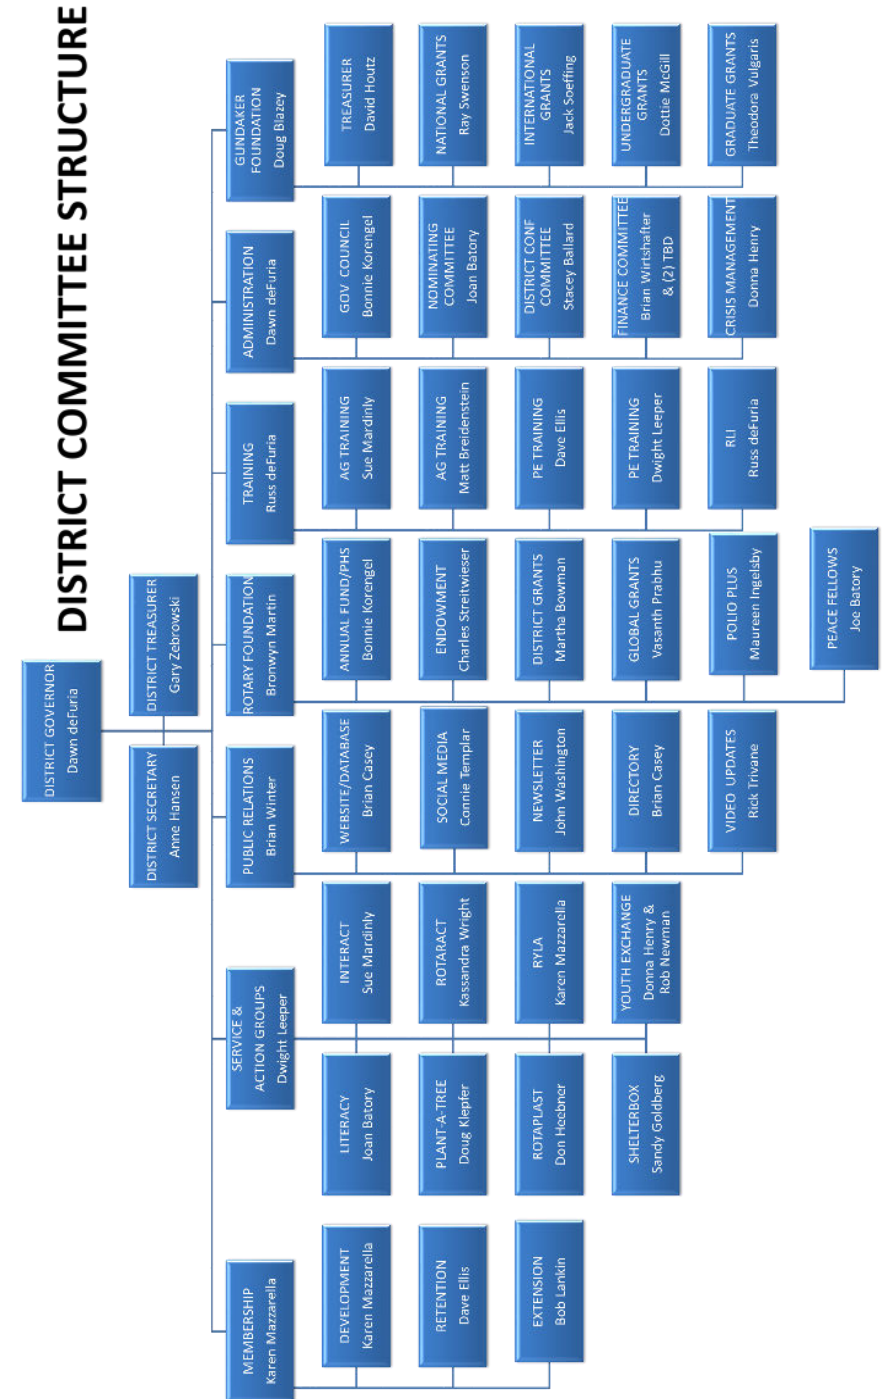 DISTRICT COMMITTEE STRUCTURE
DISTRICT GOVERNOR
Dawn deFuria
DISTRICT SECRETARY
Anne Hansen
DISTRICT TREASURER
Gary Zebrowski
MEMBERSHIP
Karen Mazzarella
DEVELOPMENT
Karen Mazzarella
RETENTION
Dave Ellis
EXTENSION
Bob Lankin
SERVICE &
ACTION GROUPS
Dwight Leeper
LITERACY
Joan Batory
INTERACT
Sue Mardinly
PLANT-A-TREE
Doug Klepfer
ROTARACT
Kassandra Wright
ROTAPLAST
Don Heebner
RYLA
Karen Mazzarella
SHELTERBOX
Sandy Goldberg
YOUTH EXCHANGE
Donna Henry &
Rob Newman
PUBLIC RELATIONS
Brian Winter
WEBSITE/DATABASE
Brian Casey
SOCIAL MEDIA
Connie Templar
NEWSLETTER
John Washington
DIRECTORY
Brian Casey
VIDEO UPDATES
Rick Trivane
ROTARY FOUNDATION
Bronwyn Martin
ANNUAL FUND/PHS
Bonnie Korengel
ENDOWMENT
Charles Streitwieser
DISTRICT GRANTS
Martha Bowman
GLOBAL GRANTS
Vasanth Prabhu
POLIO PLUS
Maureen Ingelsby
PEACE FELLOWS
Joe Batory
TRAINING
Russ deFuria
AG TRAINING
Sue Mardinly
AG TRAINING
Matt Breidenstein
PE TRAINING
Dave Ellis
PE TRAINING
Dwight Leeper
RLI
Russ deFuria
ADMINISTRATION
Dawn deFuria
GOV COUNCIL
Bonnie Korengel
NOMINATING
COMMITTEE
Joan Batory
DISTRICT CONF
COMMITTEE
Stacey Ballard
FINANCE COMMITTEE
Brian Wirtshafter
& (2) TBD
CRISIS MANAGEMENT
Donna Henry
GUNDAKER
FOUNDATION
Doug Blazey
TREASURER
David Houtz
NATIONAL GRANTS
Ray Swenson
INTERNATIONAL
GRANTS
Jack Soeffing
UNDERGRADUATE
GRANTS
Dottie McGill
GRADUATE GRANTS
Theodora Vulgaris